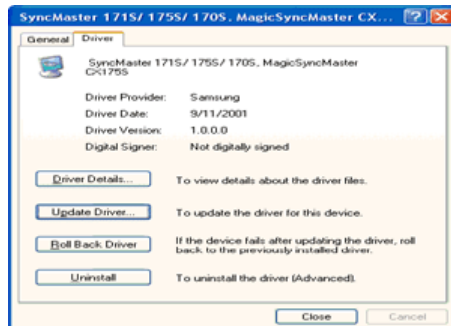 SyncMaster 171S/ 175S/ 170S, MagicSyncMaster CX...
General
Driver
SyncMaster 171S/ 175S/ 170S, MagicSyncMaster
CX175S
Driver Provider: Samsung
Driver Date: 9/11/2001
Driver Version: 1.0.0.0
Digital Signer: Not digitally signed
Driver Details... To view details about the driver files.
Update Driver... To update the driver for this device.
Roll Back Driver If the device fails after updating the driver, roll
back to the previously installed driver.
Uninstall To uninstall the driver (Advanced).
Close Cancel